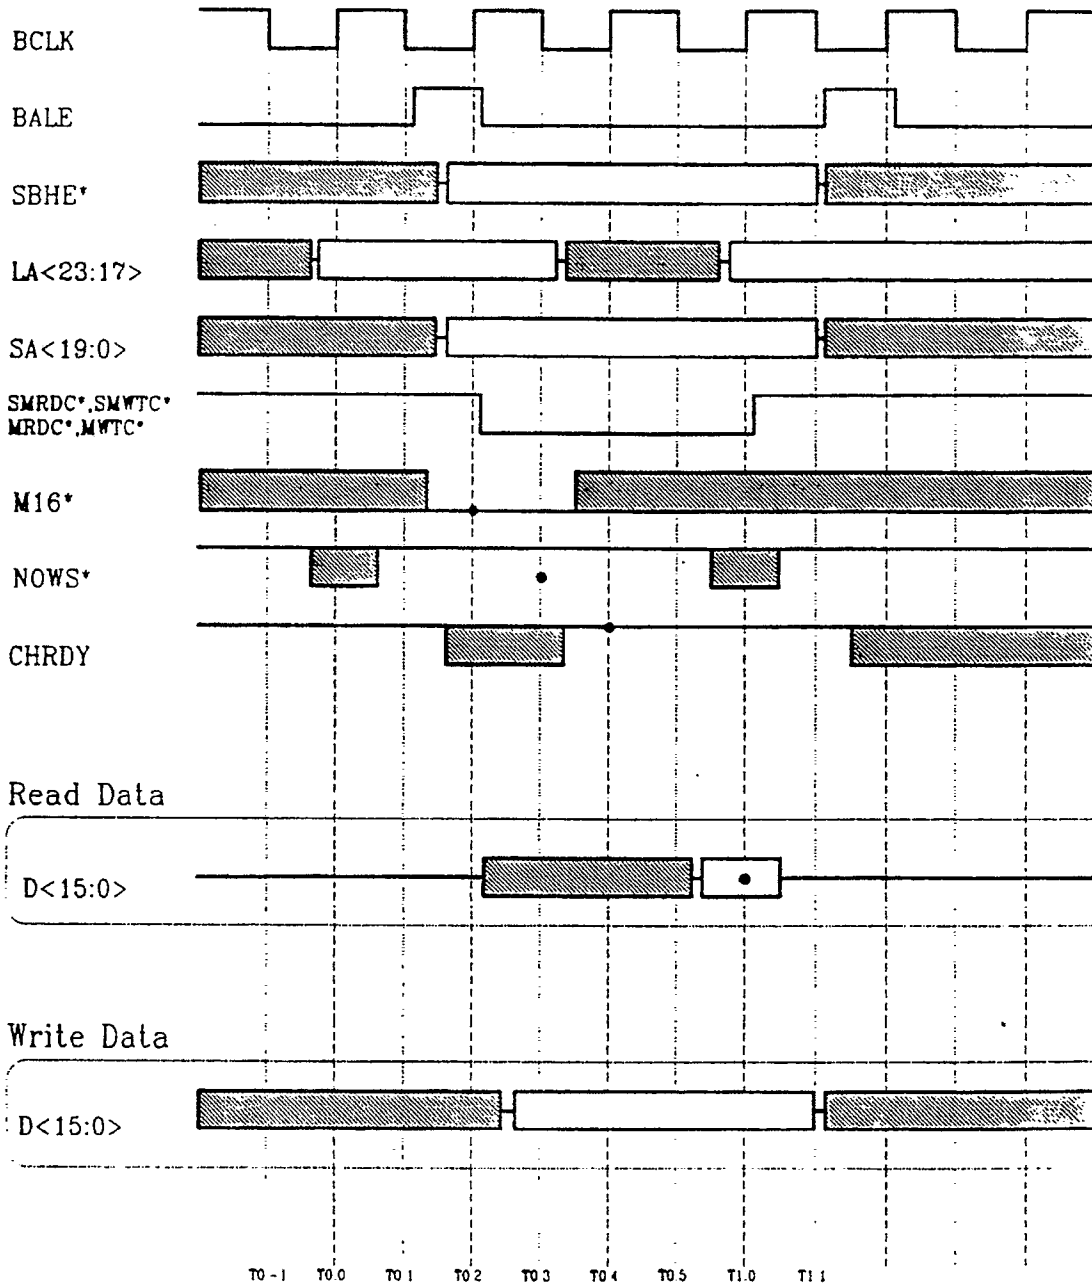 BCLK
BALE
SBHE*
LA<23:17>
SA<19:0>
SMRDC*,SMWTC*
MRDC*,MWTC*
M16*
NOWS*
CHRDY
Read Data
D<15:0>
Write Data
D<15:0>
T0-1 T0.0 T0 1 T0 2 T0 3 T0 4 T0.5 T1.0 T1 1